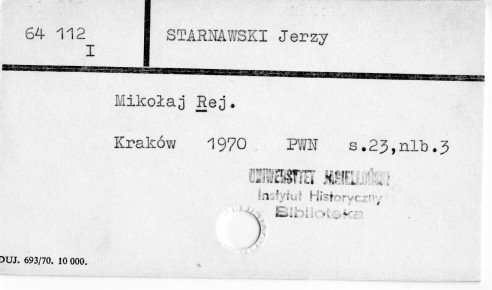 64 112
I
STARNAWSKI Jerzy
Mikołaj Rej.
Kraków 1970 PWN s.23,nlb.3
UNIWERSYTET JAGIELLOŃSKI
Instytut Historyczny
Biblioteka
DUJ. 693/70. 10 000.